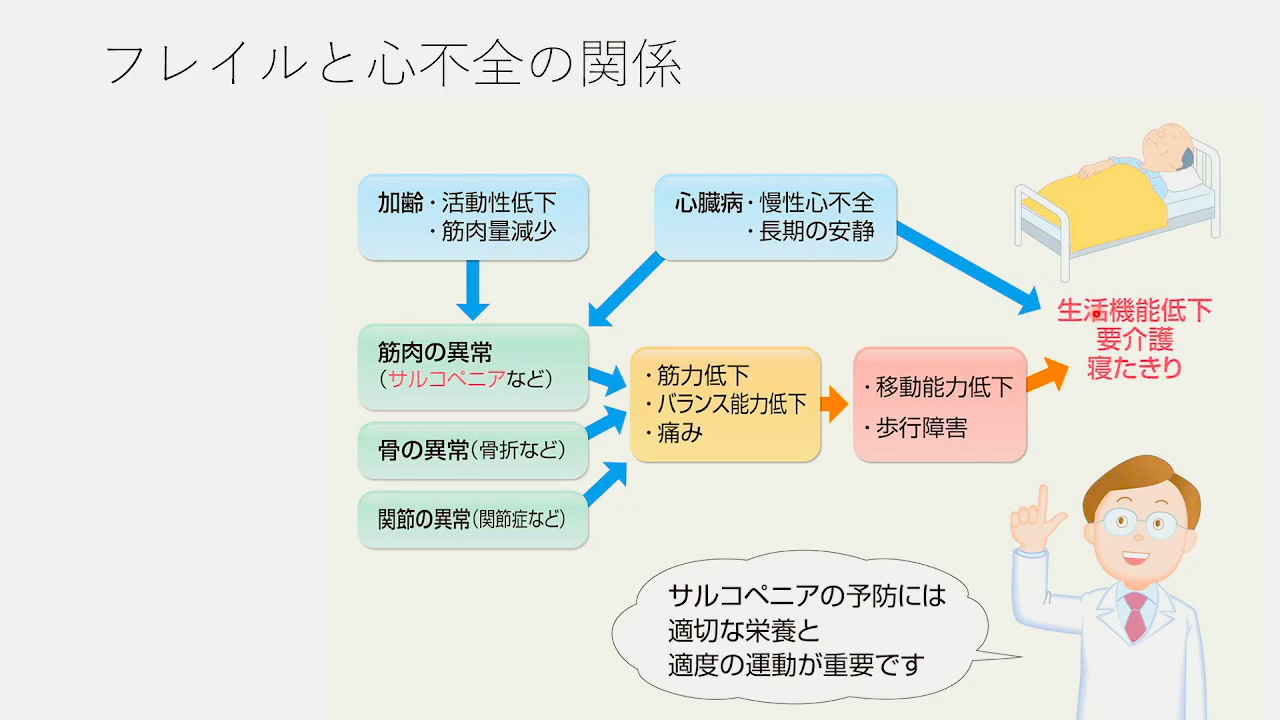 フレイルと心不全の関係
加齢・活動性低下
・筋肉量減少
心臓病・慢性心不全
・長期の安静
生活機能低下
要介護
寝たきり
筋肉の異常
（サルコペニアなど）
骨の異常（骨折など）
関節の異常（関節症など）
・筋力低下
・バランス能力低下
・痛み
・移動能力低下
・歩行障害
サルコペニアの予防には
適切な栄養と
適度の運動が重要です